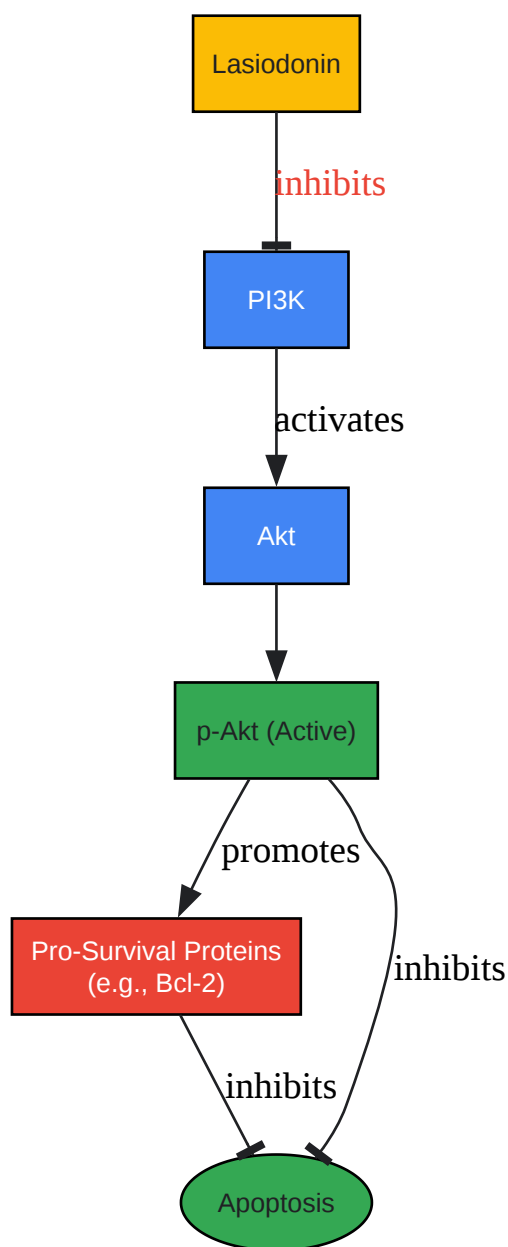 Lasiodonin
inhibits
PI3K
activates
Akt
p-Akt (Active)
promotes
Pro-Survival Proteins
(e.g., Bcl-2)
inhibits
inhibits
Apoptosis